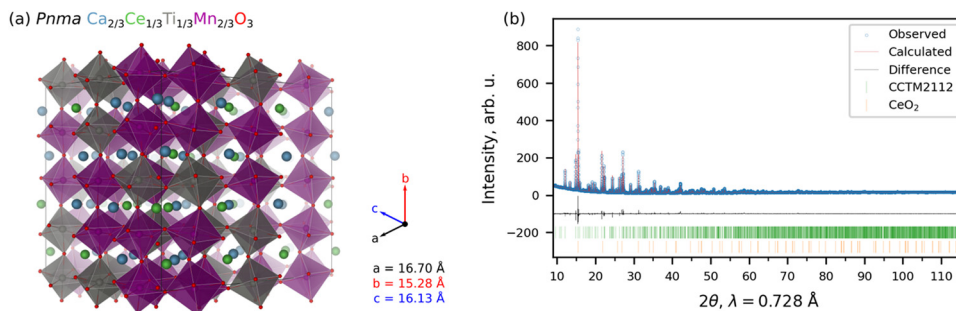 (a) Pnma Ca2/3Ce1/3Ti1/3Mn2/3O3
b
c
a
a = 16.70 Å
b = 15.28 Å
c = 16.13 Å
(b)
Observed
Calculated
Difference
CCTM2112
CeO2
Intensity, arb. u.
800
600
400
200
0
−200
10 20 30 40 50 60 70 80 90 100 110
2θ, λ = 0.728 Å